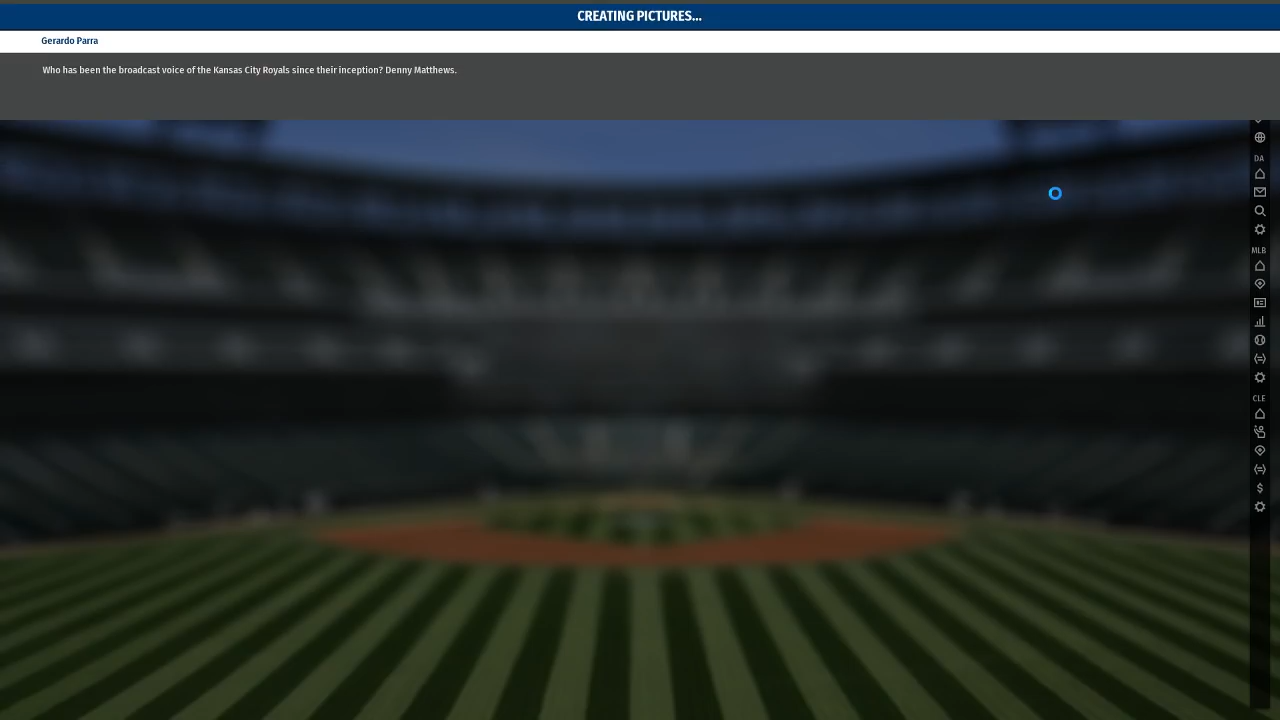 CREATING PICTURES...
Gerardo Parra
Who has been the broadcast voice of the Kansas City Royals since their inception? Denny Matthews.
DA
MLB
CLE